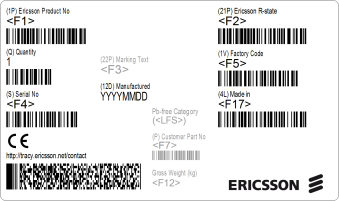 (1P) Ericsson Product No
<F1>
(21P) Ericsson R-state
<F2>
(Q) Quantity
1
(22P) Marking Text
<F3>
(1V) Factory Code
<F5>
(S) Serial No
<F4>
(12D) Manufactured
YYYYMMDD
(4L) Made in
<F17>
Pb-free Category
(<LFS>)
CE
(F) Customer Part No
<F7>
http://tracy.ericsson.net/contact
Gross Weight (kg)
<F12>
ERICSSON